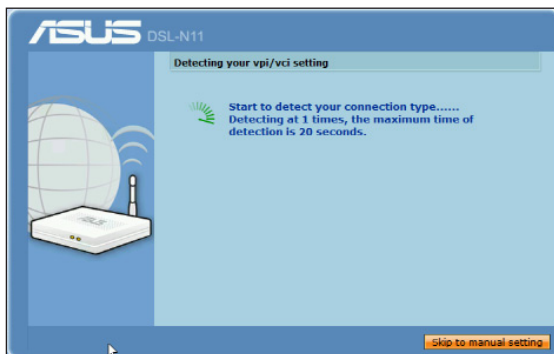 ASUS DSL-N11
Detecting your vpi/vci setting
Start to detect your connection type......
Detecting at 1 times, the maximum time of
detection is 20 seconds.
ASUS
Skip to manual setting